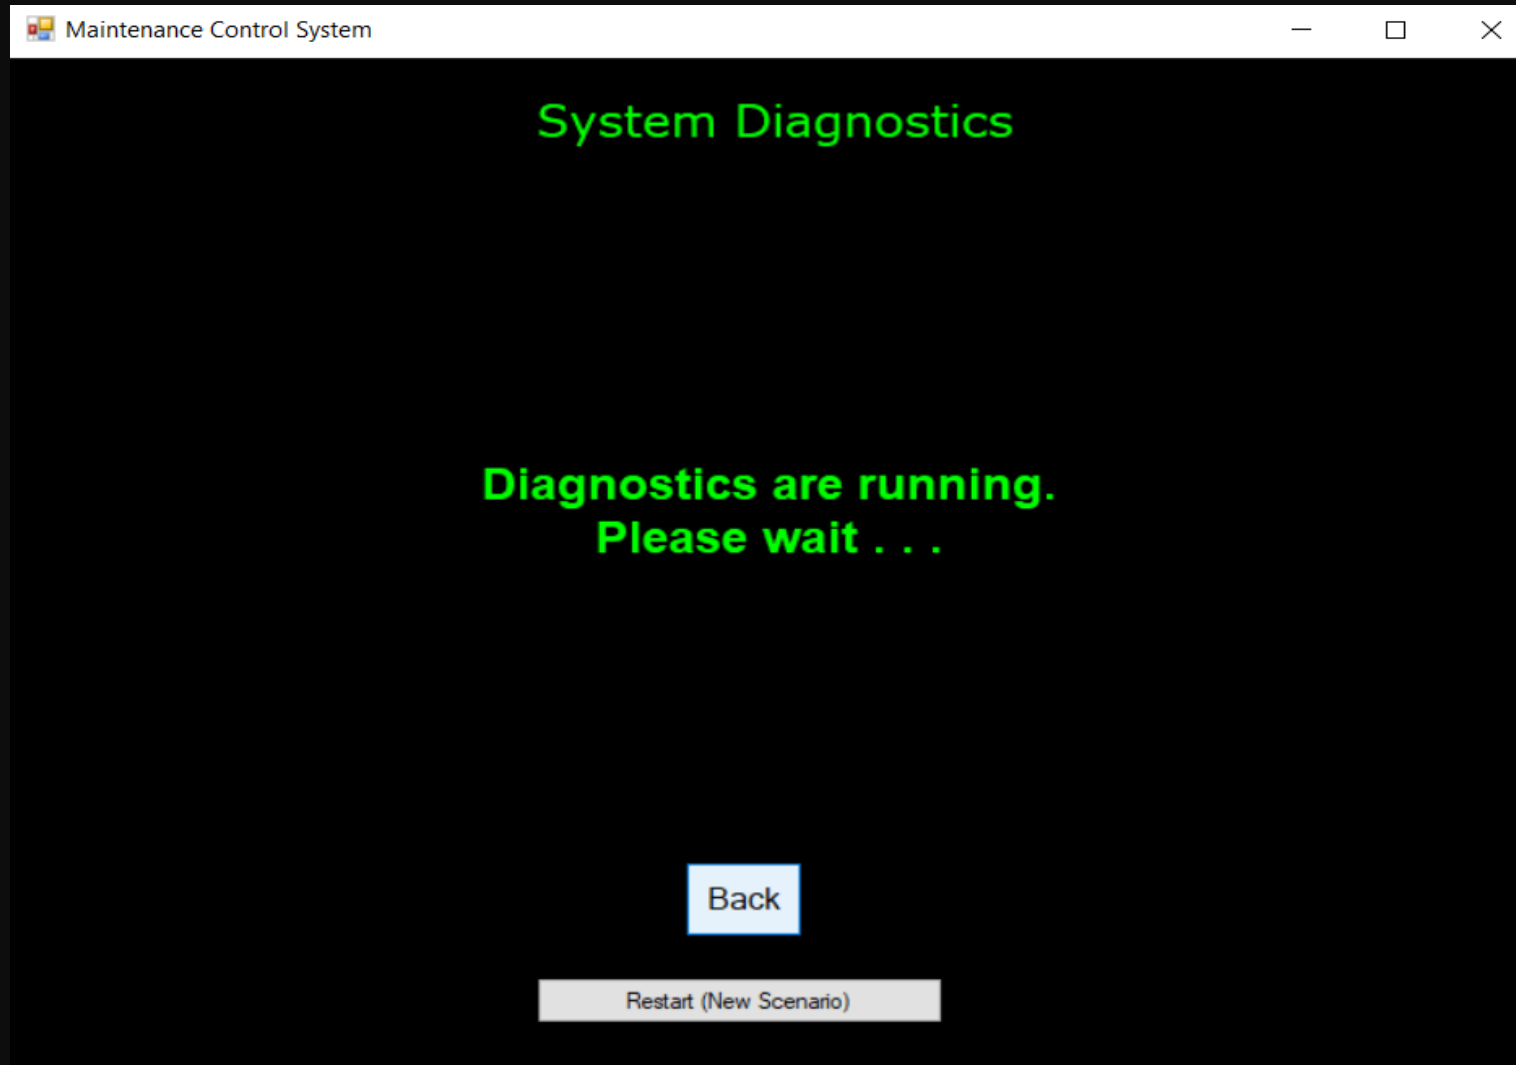 Maintenance Control System
System Diagnostics
Diagnostics are running.
Please wait . . .
Back
Restart (New Scenario)